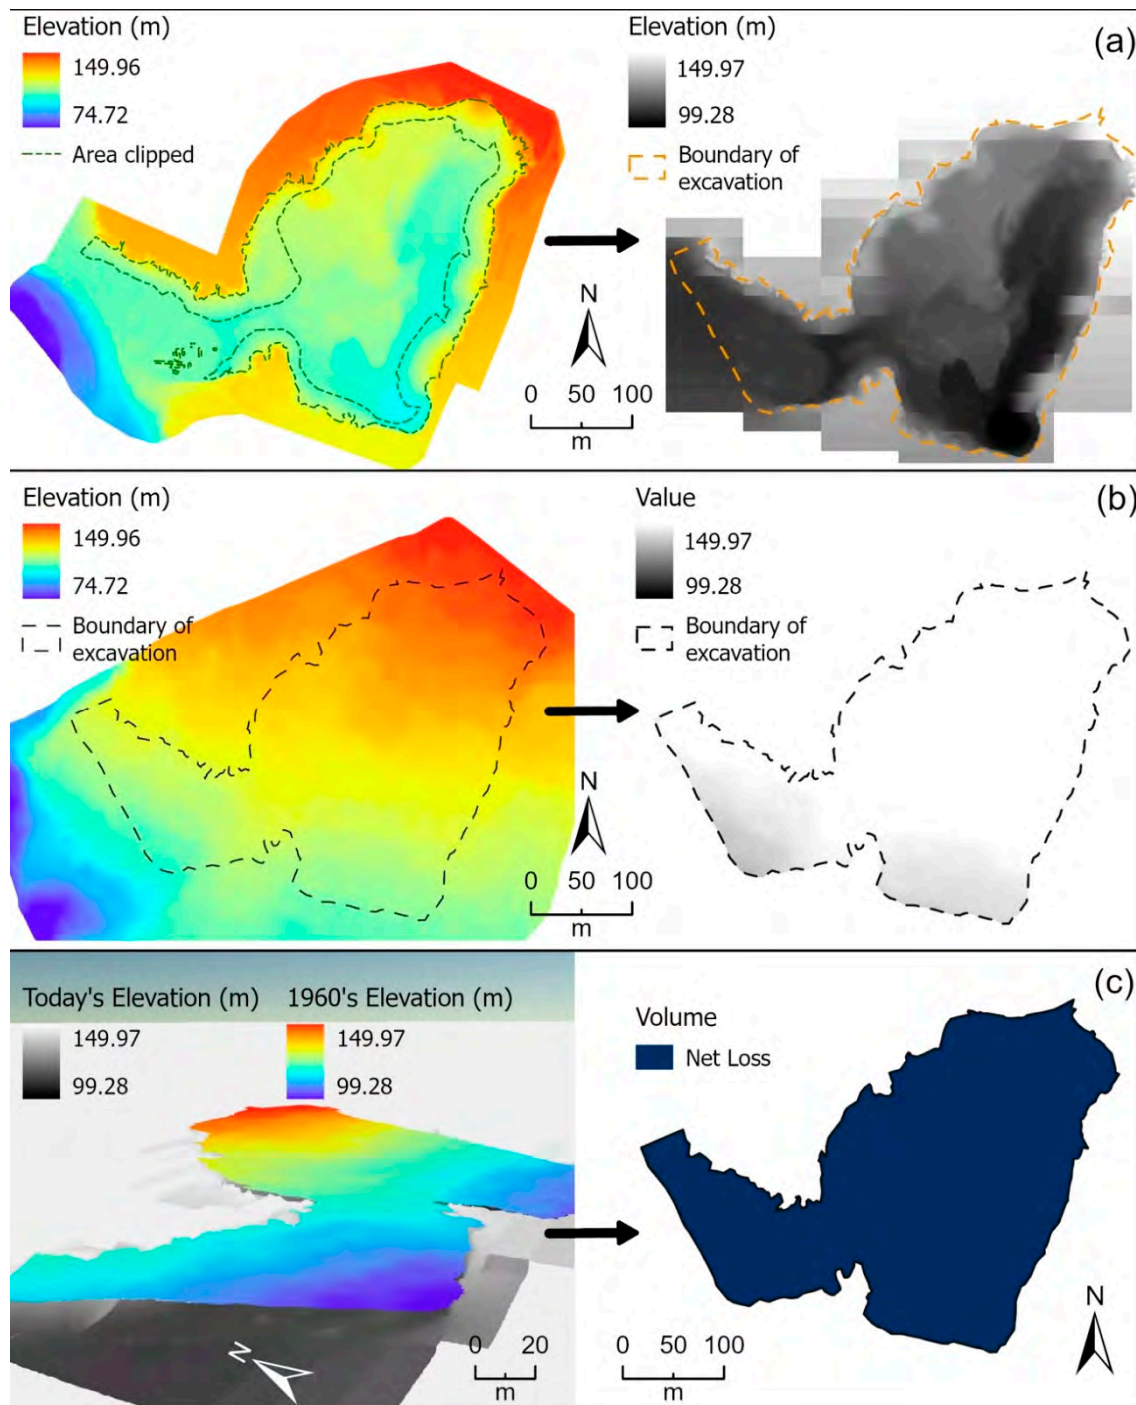 Elevation (m)
149.96
74.72
Area clipped
N
0 50 100
m
Elevation (m)
149.97
99.28
Boundary of
excavation
(a)
Elevation (m)
149.96
74.72
Boundary of
excavation
N
0 50 100
m
Value
149.97
99.28
Boundary of
excavation
(b)
Today's Elevation (m)
149.97
99.28
1960's Elevation (m)
149.97
99.28
N
0 20
m
Volume
Net Loss
(c)
0 50 100
m
N